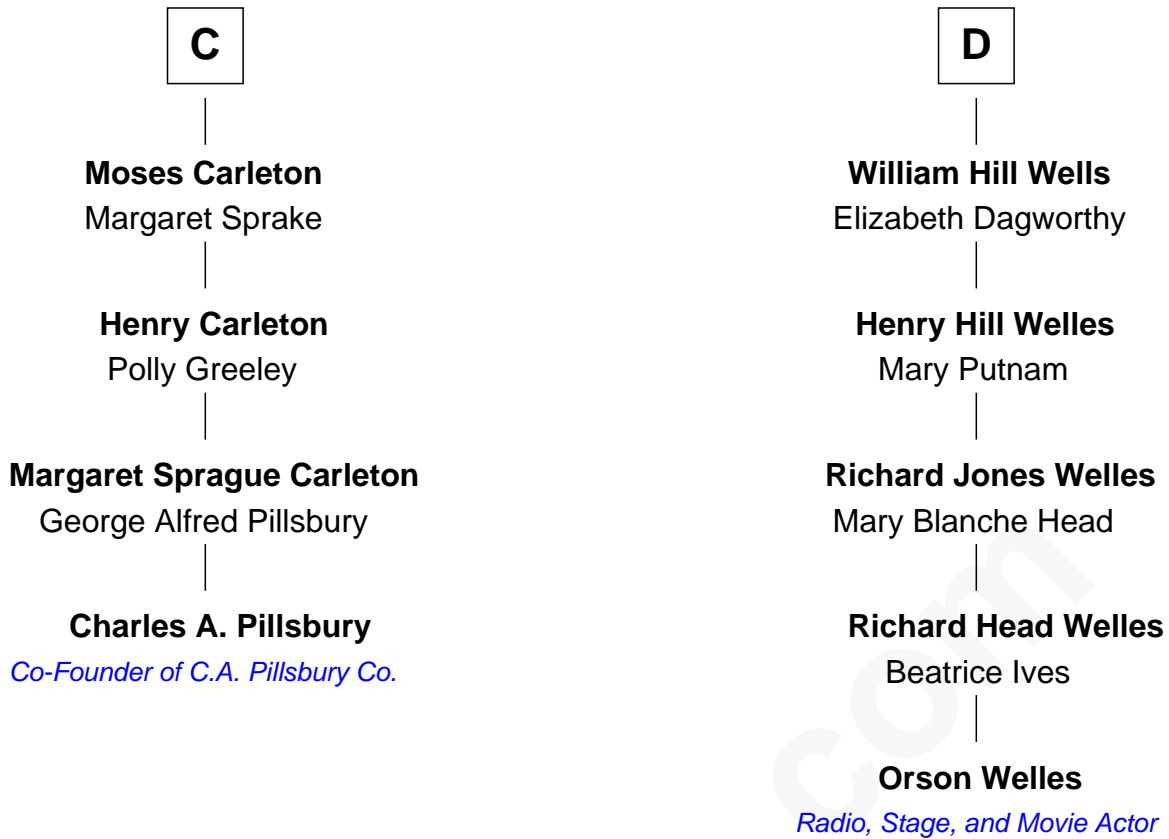 C
Moses Carleton
Margaret Sprake
Henry Carleton
Polly Greeley
Margaret Sprague Carleton
George Alfred Pillsbury
Charles A. Pillsbury
Co-Founder of C.A. Pillsbury Co.
D
William Hill Wells
Elizabeth Dagworthy
Henry Hill Welles
Mary Putnam
Richard Jones Welles
Mary Blanche Head
Richard Head Welles
Beatrice Ives
Orson Welles
Radio, Stage, and Movie Actor
com